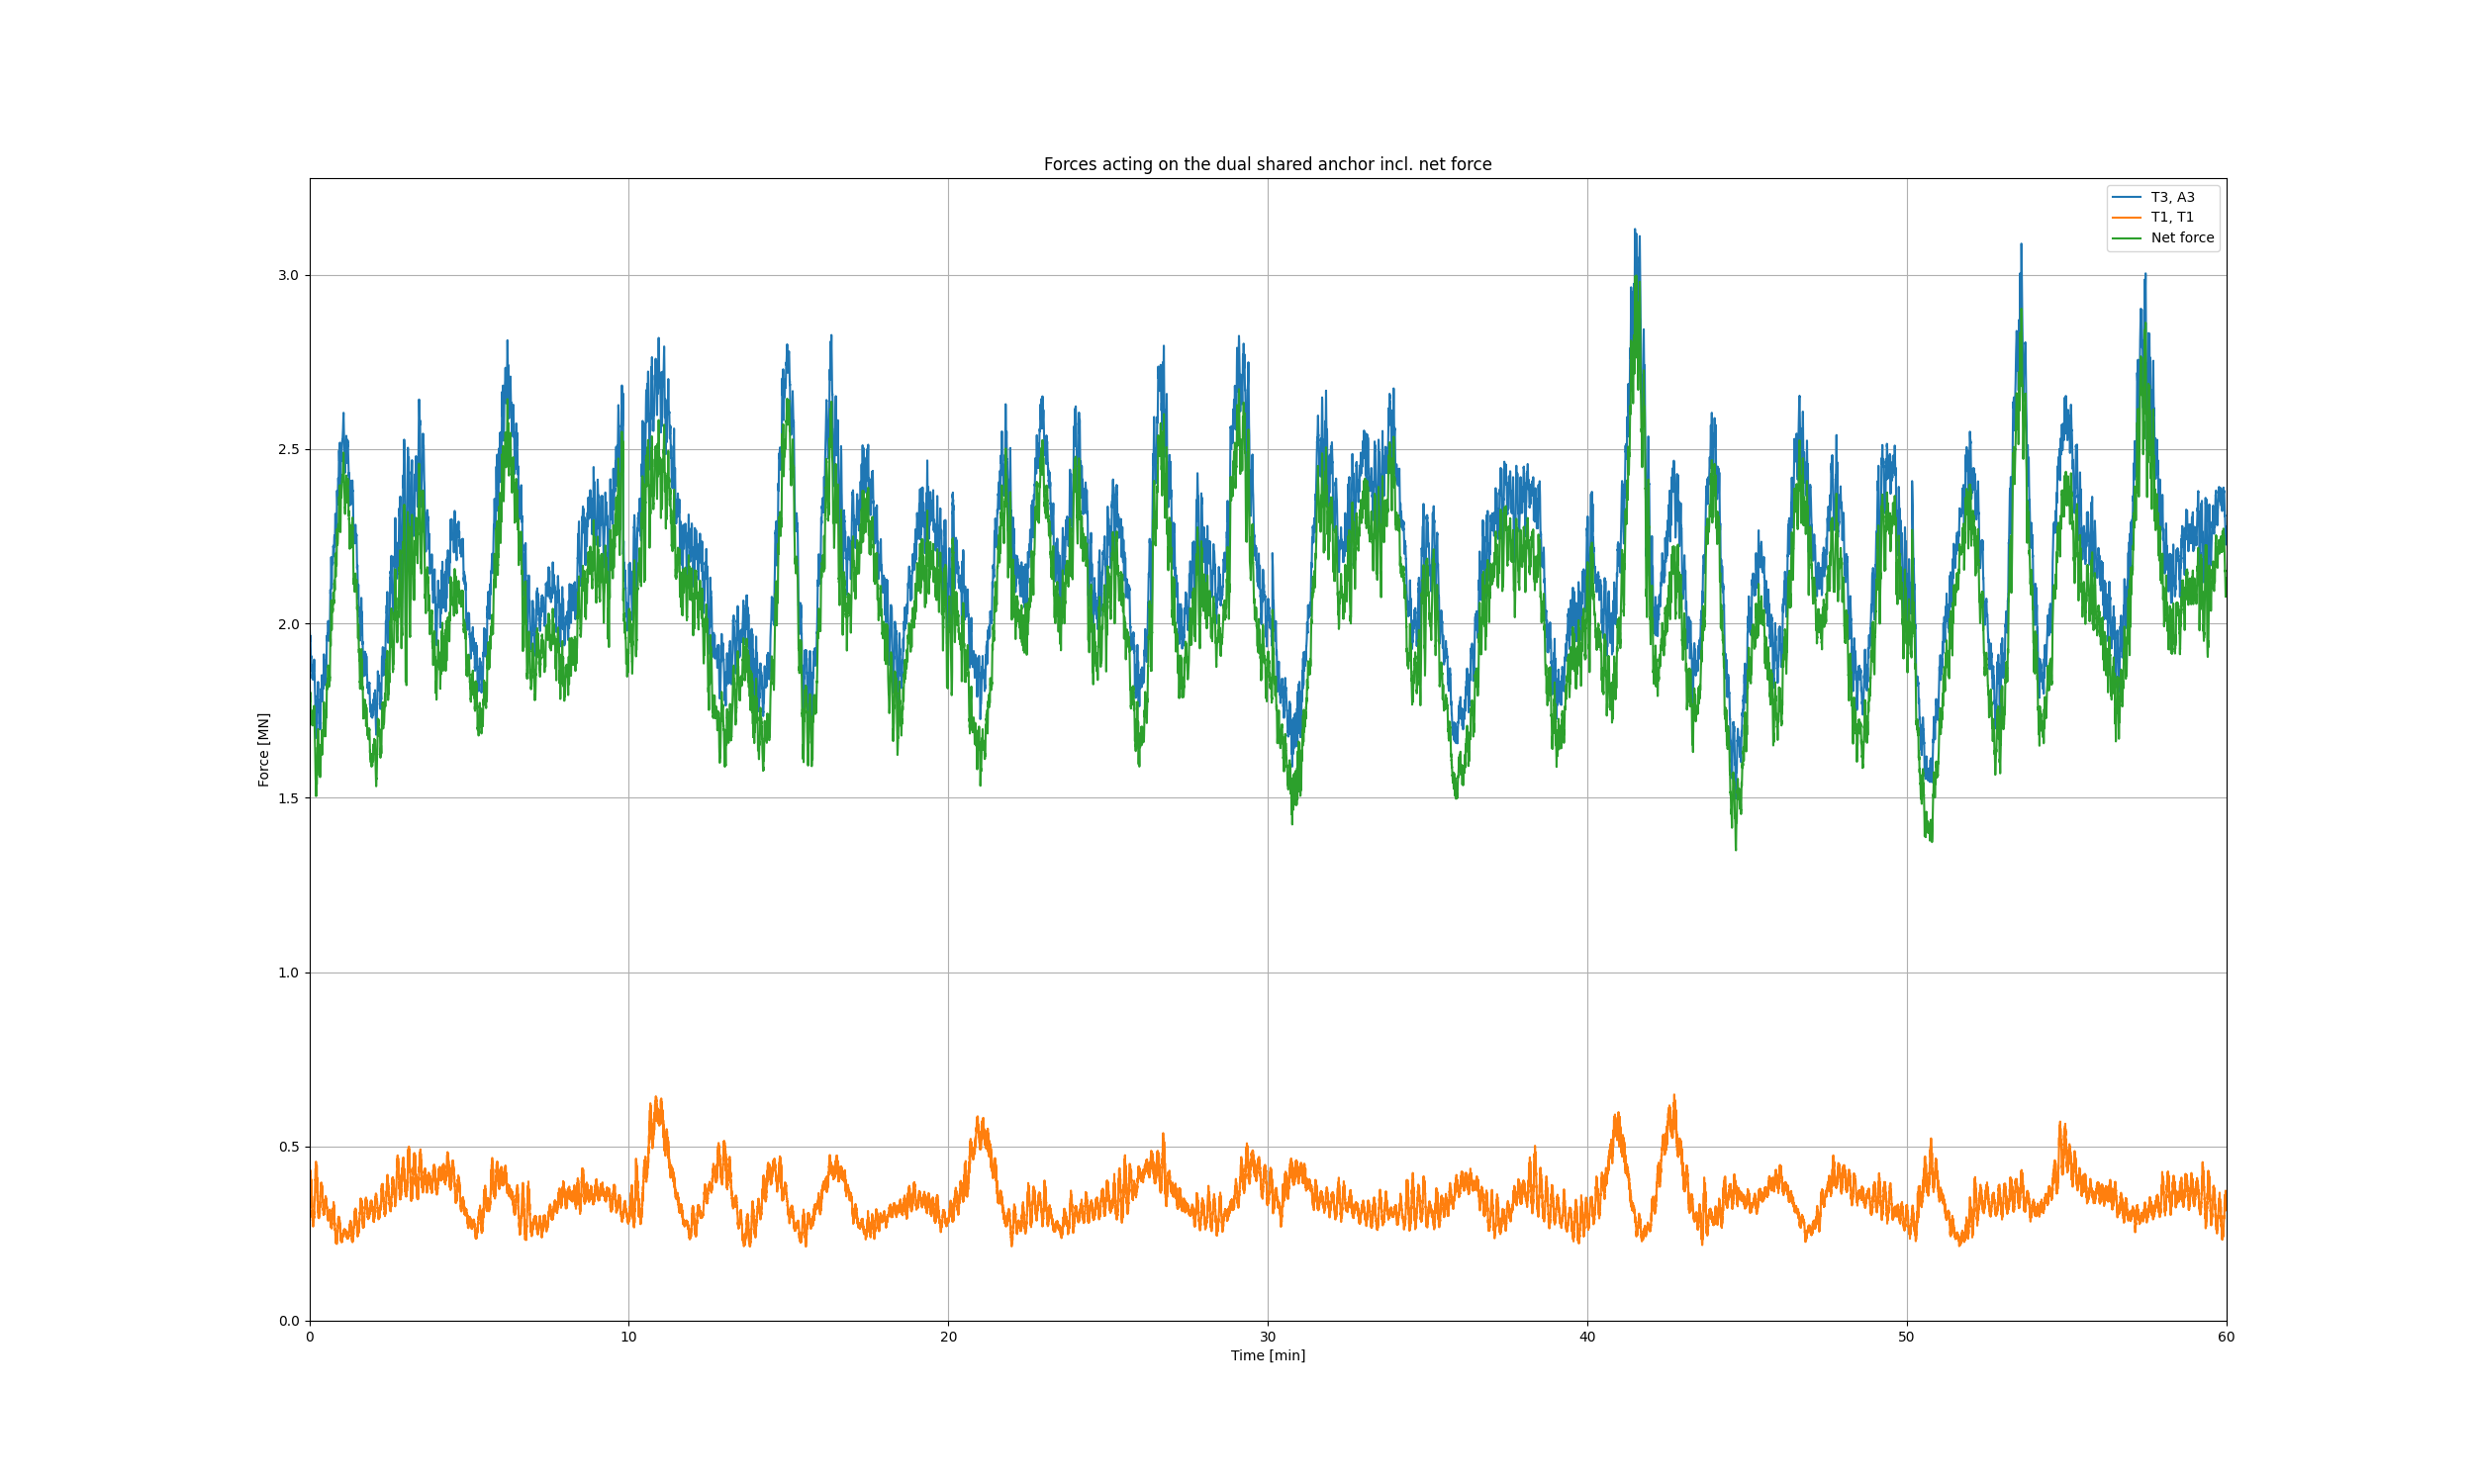 Forces acting on the dual shared anchor incl. net force
T3, A3
T1, T1
Net force
Force [MN]
3.0
2.5
2.0
1.5
1.0
0.5
0.0
0 10 20 30 40 50 60
Time [min]